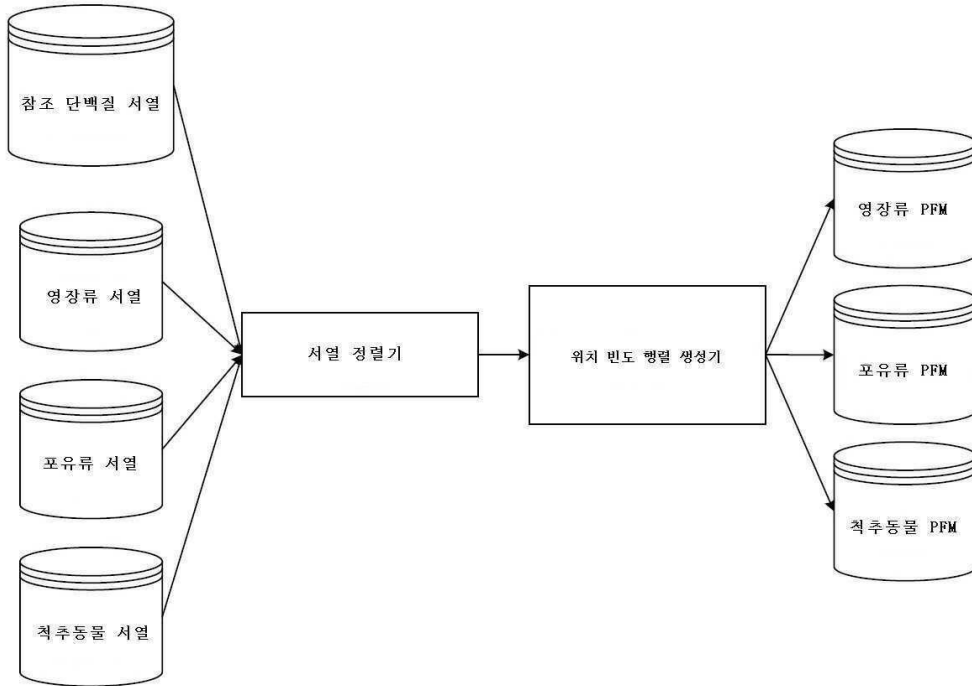 참조 단백질 서열
영장류 서열
포유류 서열
척추동물 서열
서열 정렬기
위치 빈도 행렬 생성기
영장류 PFM
포유류 PFM
척추동물 PFM